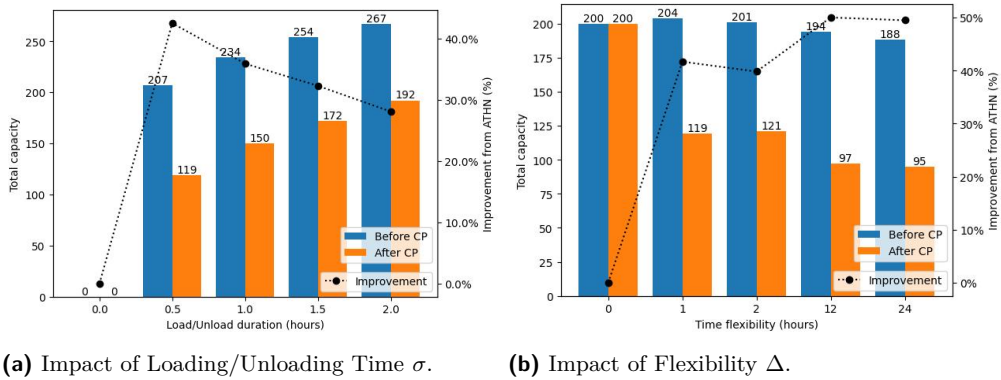 267
254
234
207
192
172
150
119
0 0
250
200
150
100
50
0
Total capacity
40.0%
30.0%
20.0%
10.0%
0.0%
Improvement from ATHN (%)
Before CP
After CP
Improvement
0.0 0.5 1.0 1.5 2.0
Load/Unload duration (hours)
(a) Impact of Loading/Unloading Time σ.
200 200
204
201
194
188
119
121
97
95
200
175
150
125
100
75
50
25
0
Total capacity
50%
40%
30%
20%
10%
0%
Improvement from ATHN (%)
Before CP
After CP
Improvement
0 1 2 12 24
Time flexibility (hours)
(b) Impact of Flexibility Δ.